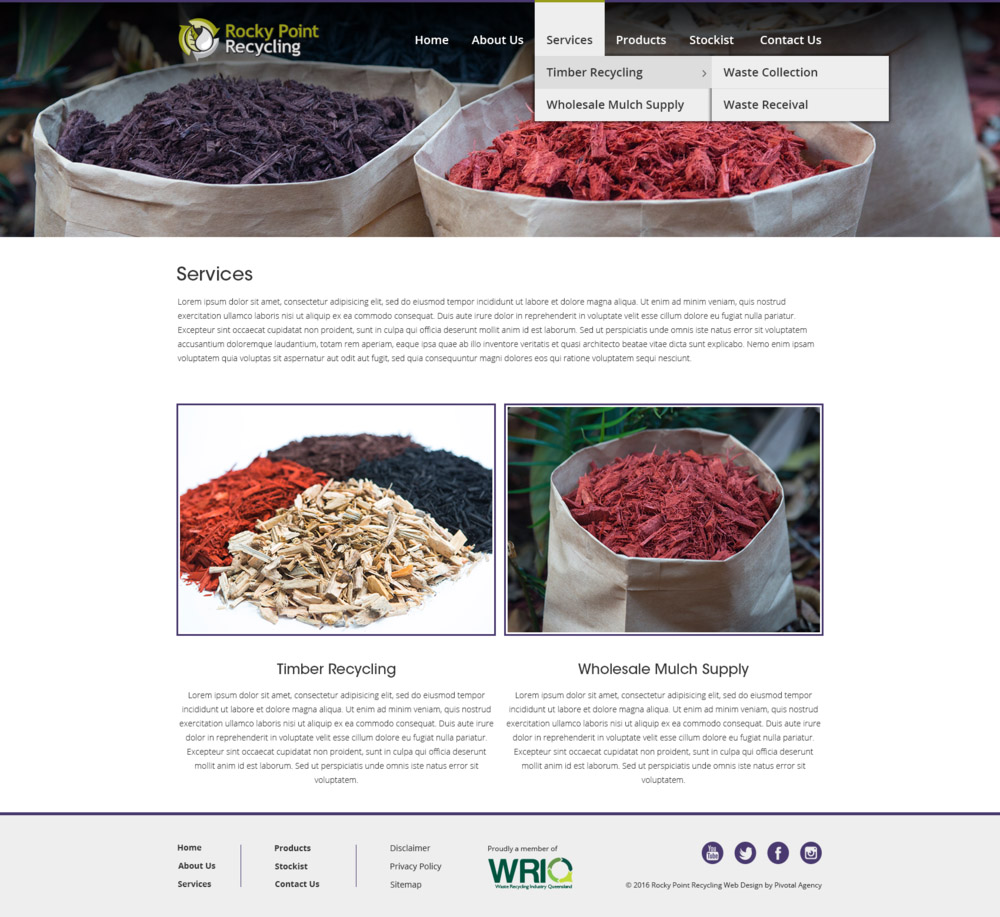 Rocky Point
Recycling
Home About Us Services Products Stockist Contact Us
Timber Recycling › Waste Collection
Wholesale Mulch Supply Waste Receival
Services
Lorem ipsum dolor sit amet, consectetur adipisicing elit, sed do eiusmod tempor incididunt ut labore et dolore magna aliqua. Ut enim ad minim veniam, quis nostrud
exercitation ullamco laboris nisi ut aliquip ex ea commodo consequat. Duis aute irure dolor in reprehenderit in voluptate velit esse cillum dolore eu fugiat nulla pariatur.
Excepteur sint occaecat cupidatat non proident, sunt in culpa qui officia deserunt mollit anim id est laborum. Sed ut perspiciatis unde omnis iste natus error sit voluptatem
accusantium doloremque laudantium, totam rem aperiam, eaque ipsa quae ab illo inventore veritatis et quasi architecto beatae vitae dicta sunt explicabo. Nemo enim ipsam
voluptatem quia voluptas sit aspernatur aut odit aut fugit, sed quia consequuntur magni dolores eos qui ratione voluptatem sequi nesciunt.
Timber Recycling
Lorem ipsum dolor sit amet, consectetur adipisicing elit, sed do eiusmod tempor
incididunt ut labore et dolore magna aliqua. Ut enim ad minim veniam, quis nostrud
exercitation ullamco laboris nisi ut aliquip ex ea commodo consequat. Duis aute irure
dolor in reprehenderit in voluptate velit esse cillum dolore eu fugiat nulla pariatur.
Excepteur sint occaecat cupidatat non proident, sunt in culpa qui officia deserunt
mollit anim id est laborum. Sed ut perspiciatis unde omnis iste natus error sit
voluptatem.
Wholesale Mulch Supply
Lorem ipsum dolor sit amet, consectetur adipisicing elit, sed do eiusmod tempor
incididunt ut labore et dolore magna aliqua. Ut enim ad minim veniam, quis nostrud
exercitation ullamco laboris nisi ut aliquip ex ea commodo consequat. Duis aute irure
dolor in reprehenderit in voluptate velit esse cillum dolore eu fugiat nulla pariatur.
Excepteur sint occaecat cupidatat non proident, sunt in culpa qui officia deserunt
mollit anim id est laborum. Sed ut perspiciatis unde omnis iste natus error sit
voluptatem.
Home
About Us
Services
Products
Stockist
Contact Us
Disclaimer
Privacy Policy
Sitemap
Proudly a member of
WRIQ
Waste Recycling Industry Queensland
You
Tube
© 2016 Rocky Point Recycling Web Design by Pivotal Agency